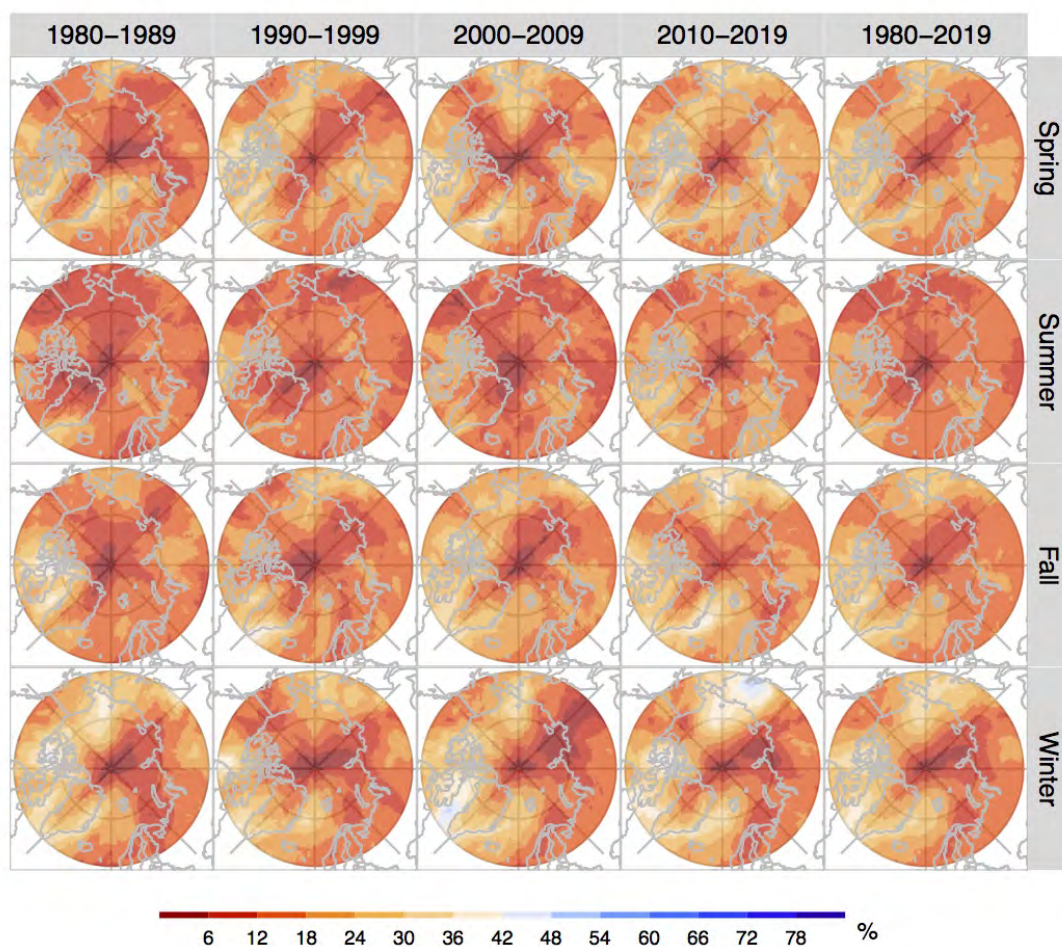 1980-1989 1990-1999 2000-2009 2010-2019 1980-2019
Spring
Summer
Fall
Winter
6 12 18 24 30 36 42 48 54 60 66 72 78 %